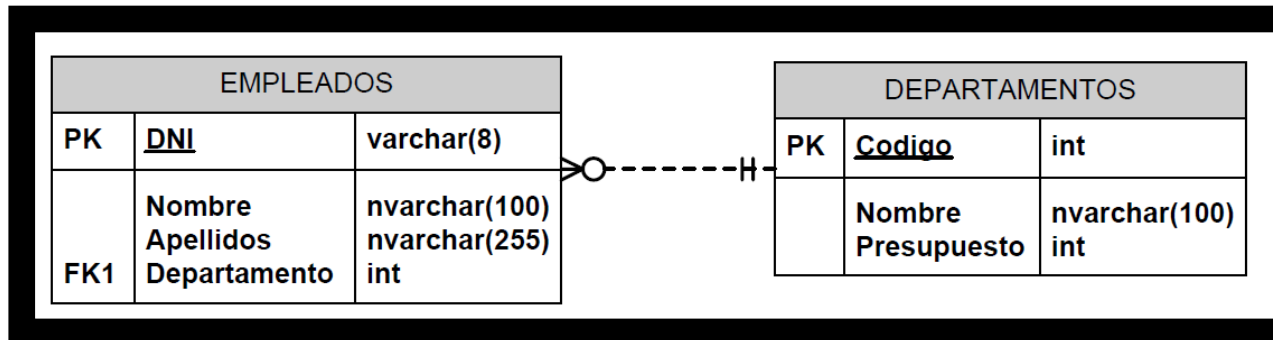 EMPLEADOS
PK DNI varchar(8)
Nombre nvarchar(100)
Apellidos nvarchar(255)
FK1 Departamento int
DEPARTAMENTOS
PK Codigo int
Nombre nvarchar(100)
Presupuesto int